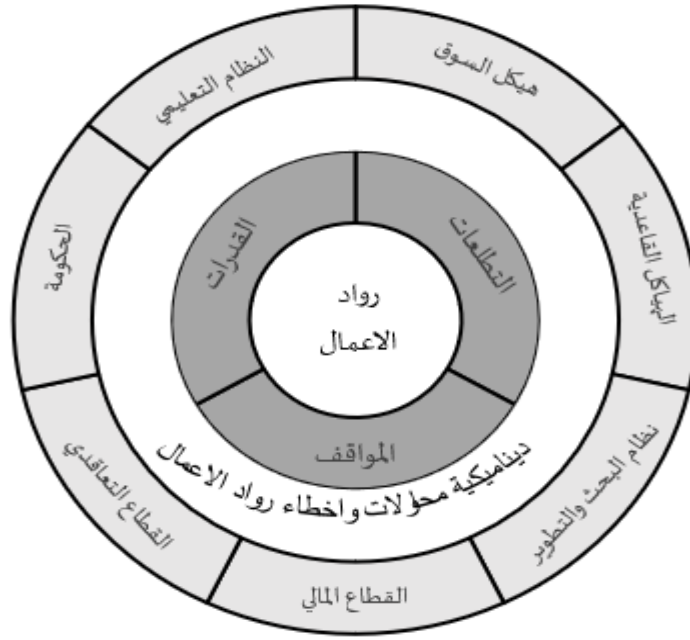 هيكل السوق
النظام التعليمي
الهياكل القاعدية
الحكومة
القدرات
التطلعات
رواد
الاعمال
المواقف
ديناميكية محؤلات واخطاء رواد الاعمال
نظام البحث والتطوير
القطاع التعاقدي
القطاع المالي